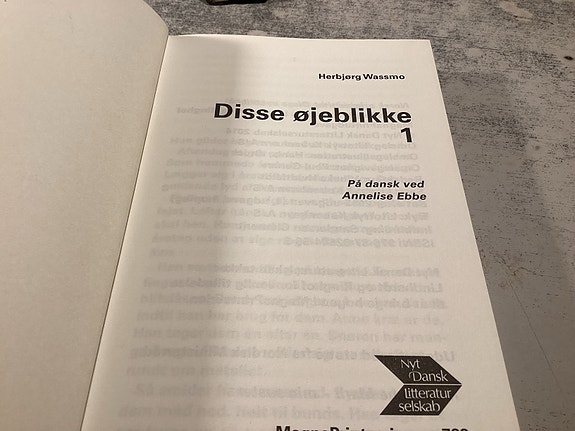 Herbjørg Wassmo
Disse øjeblikke
1
På dansk ved
Annelise Ebbe
Nyt
Dansk
litteratur
selskab